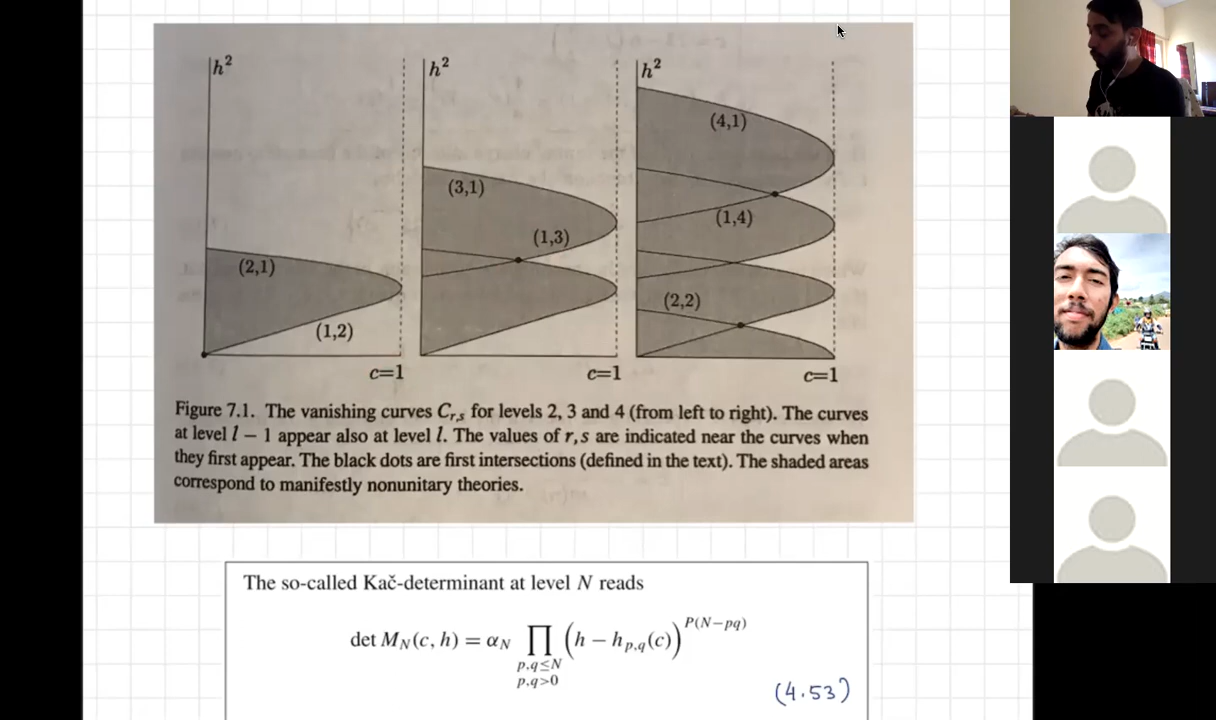 h² h² h²
(4,1)
(3,1)
(1,4)
(1,3)
(2,1)
(2,2)
(1,2)
c=1 c=1 c=1
Figure 7.1. The vanishing curves C_{r,s} for levels 2, 3 and 4 (from left to right). The curves
at level l − 1 appear also at level l. The values of r, s are indicated near the curves when
they first appear. The black dots are first intersections (defined in the text). The shaded areas
correspond to manifestly nonunitary theories.
The so-called Kač-determinant at level N reads
det M_N(c, h) = α_N ∏_{p,q≤N p,q>0} (h − h_{p,q}(c))^{P(N−pq)}
(4.53)